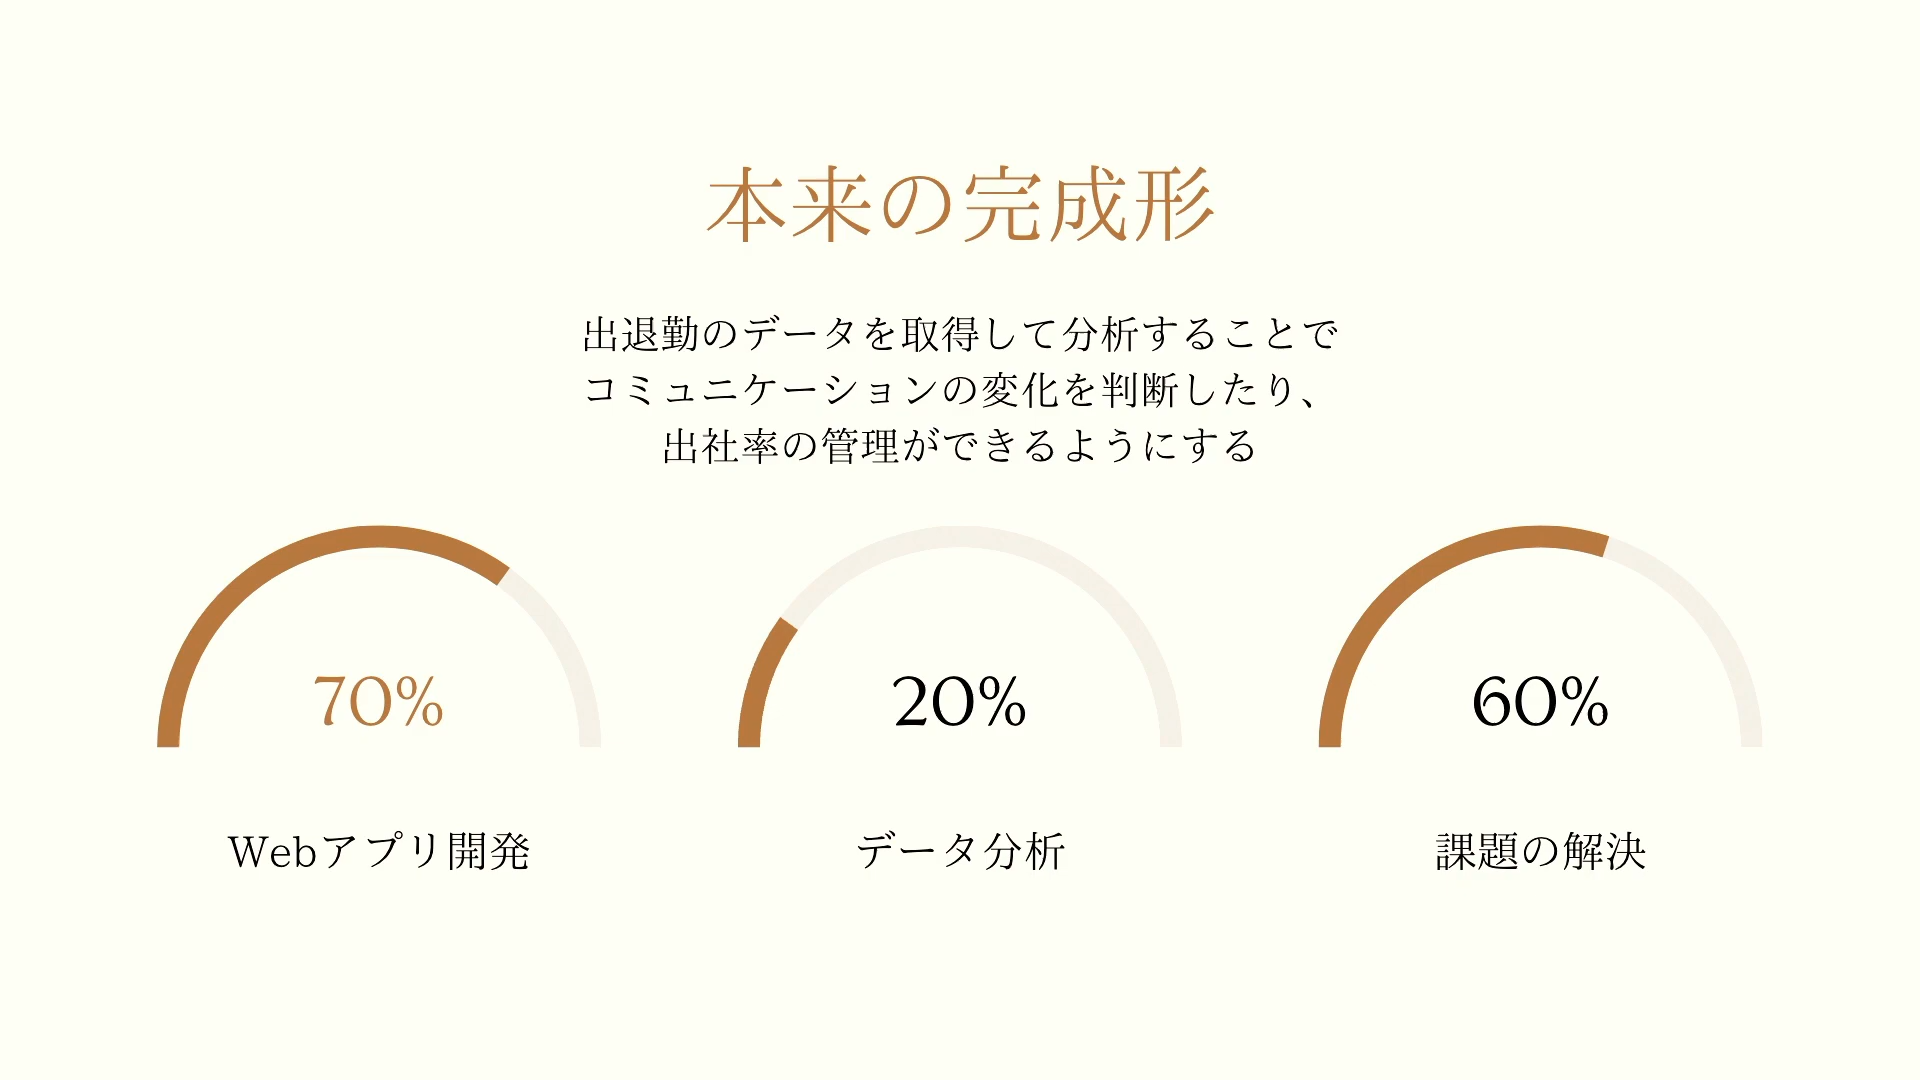 本来の完成形
出退勤のデータを取得して分析することで
コミュニケーションの変化を判断したり、
出社率の管理ができるようにする
70%
20%
60%
Webアプリ開発
データ分析
課題の解決